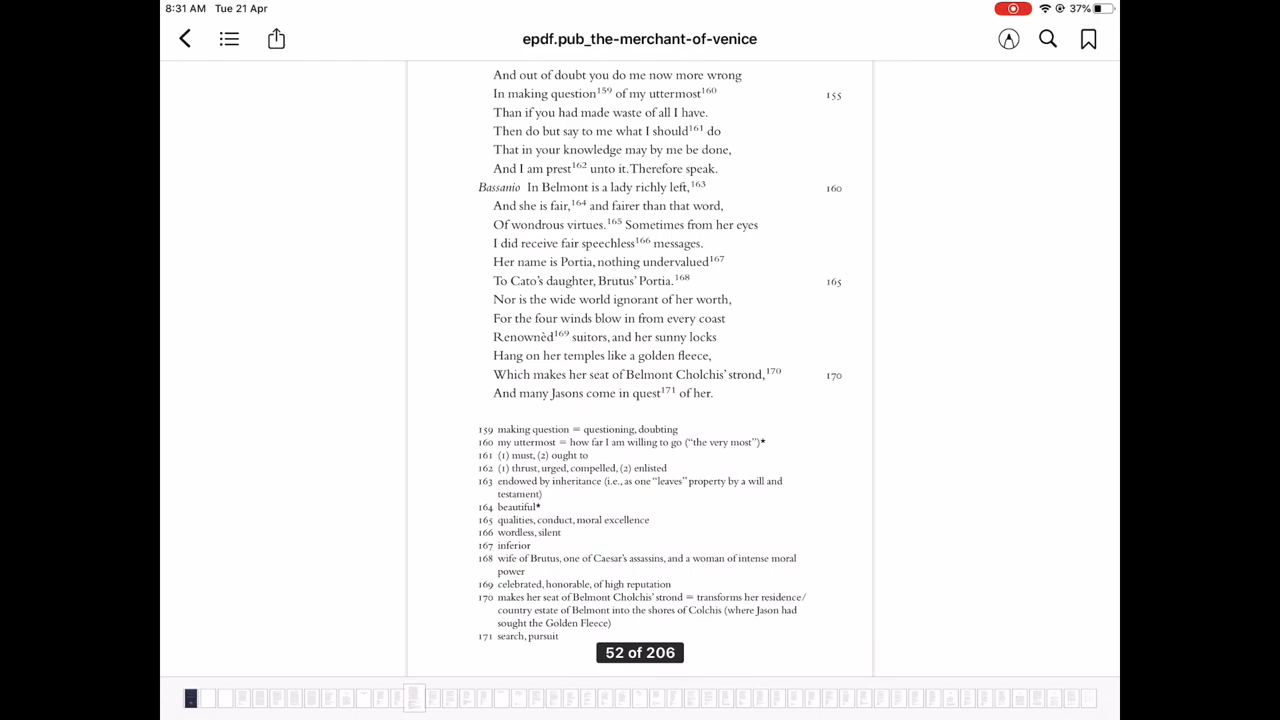 8:31 AM Tue 21 Apr 37%
epdf.pub_the-merchant-of-venice
And out of doubt you do me now more wrong
In making question159 of my uttermost160 155
Than if you had made waste of all I have.
Then do but say to me what I should161 do
That in your knowledge may by me be done,
And I am prest162 unto it. Therefore speak.
Bassanio In Belmont is a lady richly left,163 160
And she is fair,164 and fairer than that word,
Of wondrous virtues.165 Sometimes from her eyes
I did receive fair speechless166 messages.
Her name is Portia, nothing undervalued167
To Cato's daughter, Brutus' Portia.168 165
Nor is the wide world ignorant of her worth,
For the four winds blow in from every coast
Renownèd169 suitors, and her sunny locks
Hang on her temples like a golden fleece,
Which makes her seat of Belmont Cholchis' strond,170 170
And many Jasons come in quest171 of her.
159 making question = questioning, doubting
160 my uttermost = how far I am willing to go ("the very most")*
161 (1) must, (2) ought to
162 (1) thrust, urged, compelled, (2) enlisted
163 endowed by inheritance (i.e., as one "leaves" property by a will and
testament)
164 beautiful*
165 qualities, conduct, moral excellence
166 wordless, silent
167 inferior
168 wife of Brutus, one of Caesar's assassins, and a woman of intense moral
power
169 celebrated, honorable, of high reputation
170 makes her seat of Belmont Cholchis' strond = transforms her residence/
country estate of Belmont into the shores of Colchis (where Jason had
sought the Golden Fleece)
171 search, pursuit
52 of 206